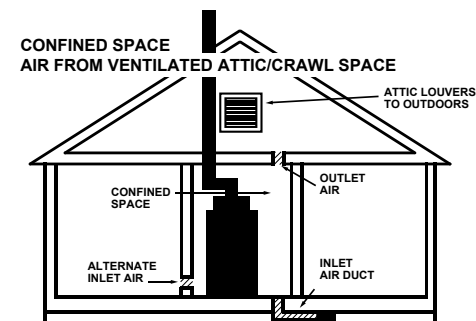 CONFINED SPACE
AIR FROM VENTILATED ATTIC/CRAWL SPACE
ATTIC LOUVERS
TO OUTDOORS
CONFINED
SPACE
OUTLET
AIR
ALTERNATE
INLET AIR
INLET
AIR DUCT